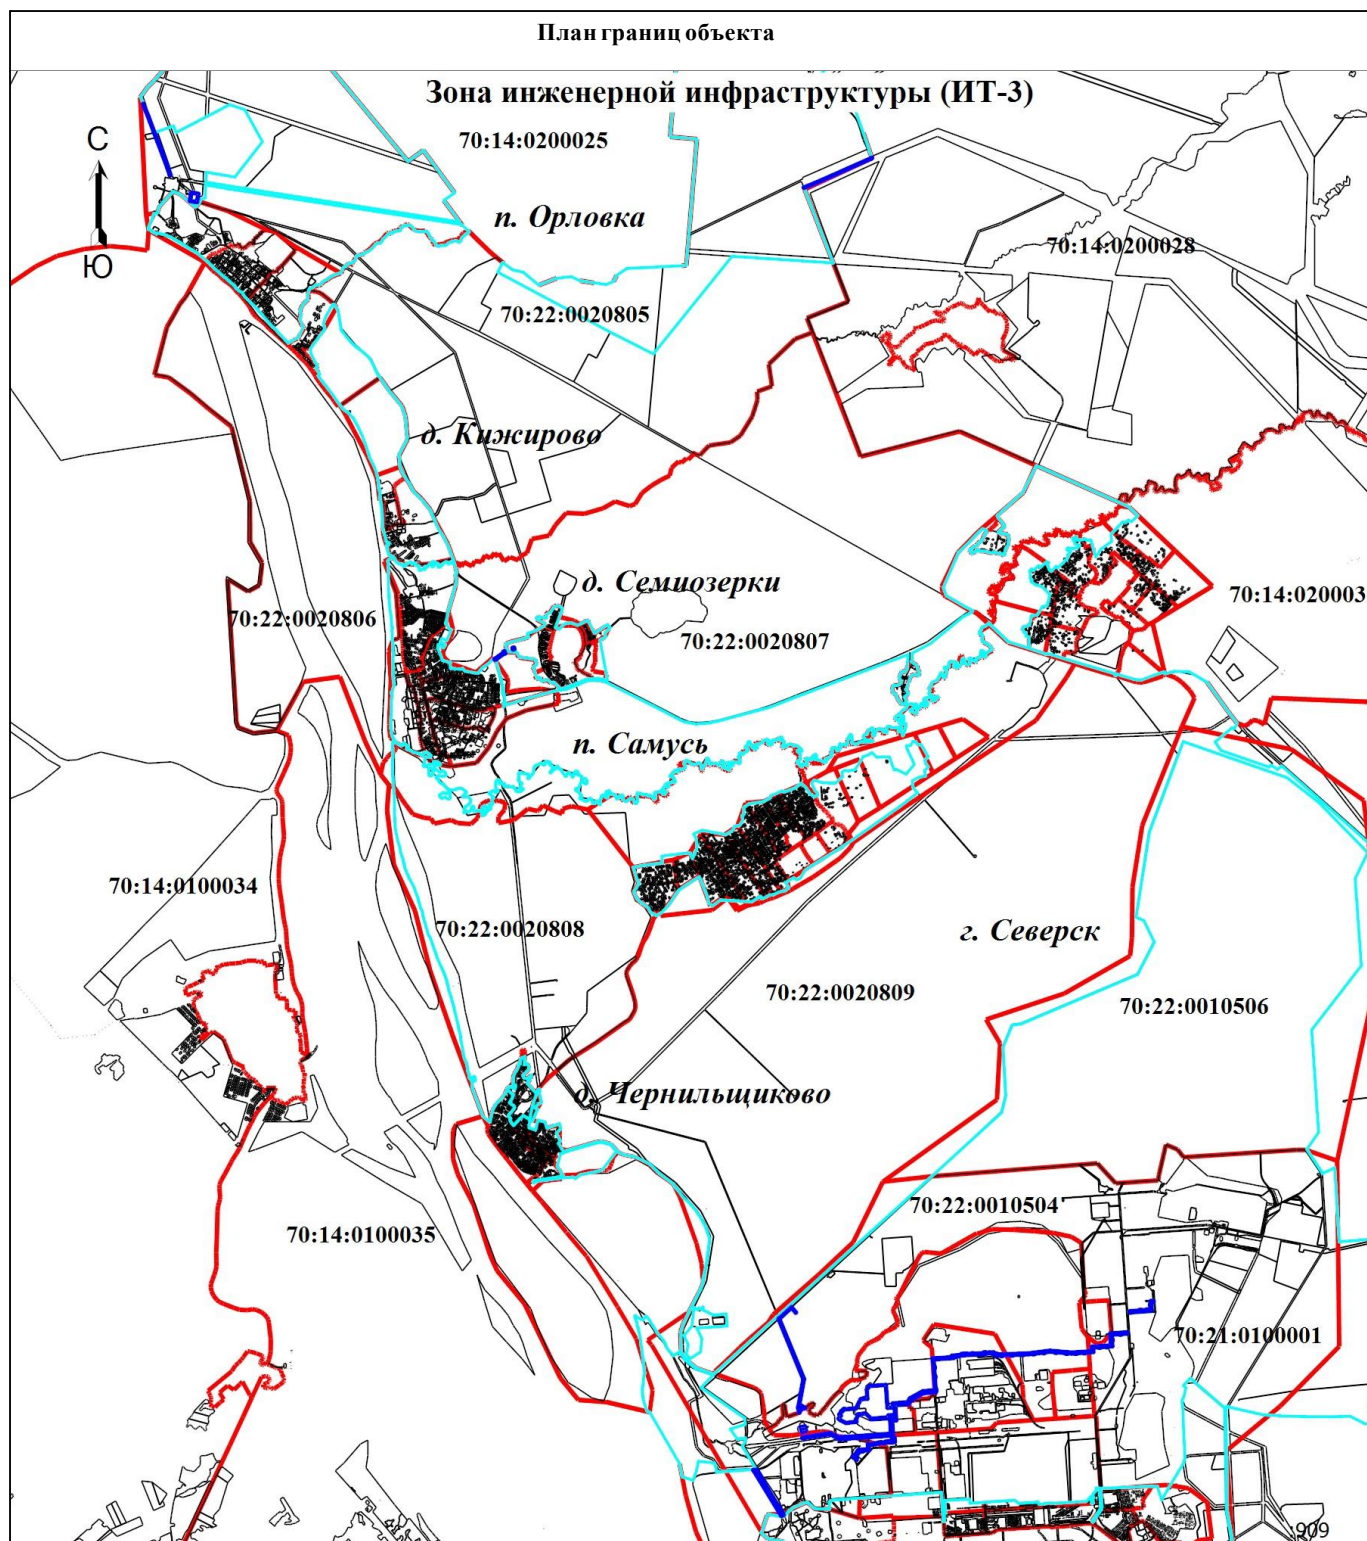 План границ объекта
Зона инженерной инфраструктуры (ИТ-3)
С
70:14:0200025
п. Орловка
70:14:0200028
Ю
70:22:0020805
д. Кижирово
д. Семиозерки
70:14:020003
70:22:0020806
70:22:0020807
п. Самусь
70:14:0100034
70:22:0020808
г. Северск
70:22:0020809
70:22:0010506
д. Чернильщиково
70:22:0010504
70:14:0100035
70:21:0100001
909